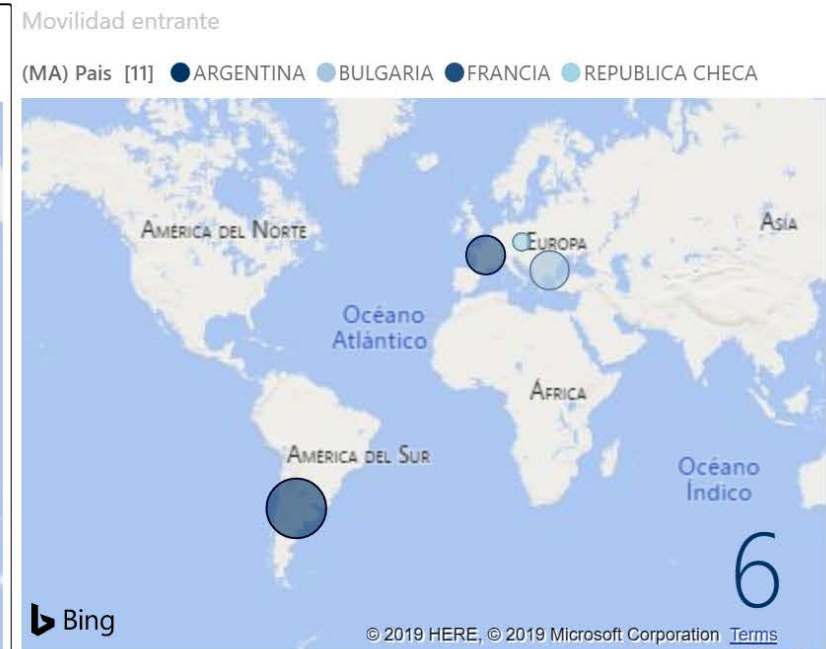 Movilidad entrante
(MA) Pais [11] ARGENTINA BULGARIA FRANCIA REPUBLICA CHECA
AMÉRICA DEL NORTE
EUROPA
ASIA
Océano
Atlántico
ÁFRICA
AMÉRICA DEL SUR
Océano
Índico
6
Bing
© 2019 HERE, © 2019 Microsoft Corporation Terms